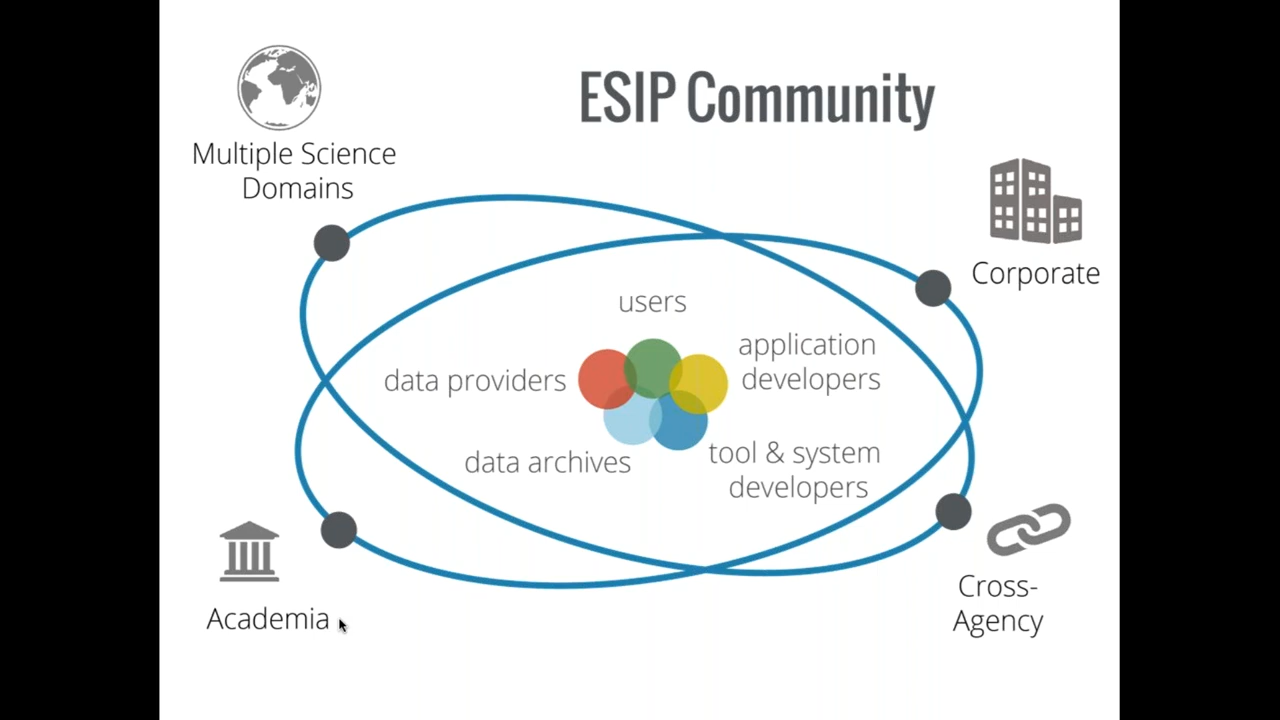 ESIP Community
Multiple Science
Domains
Corporate
users
application
developers
data providers
data archives
tool & system
developers
Academia
Cross-
Agency